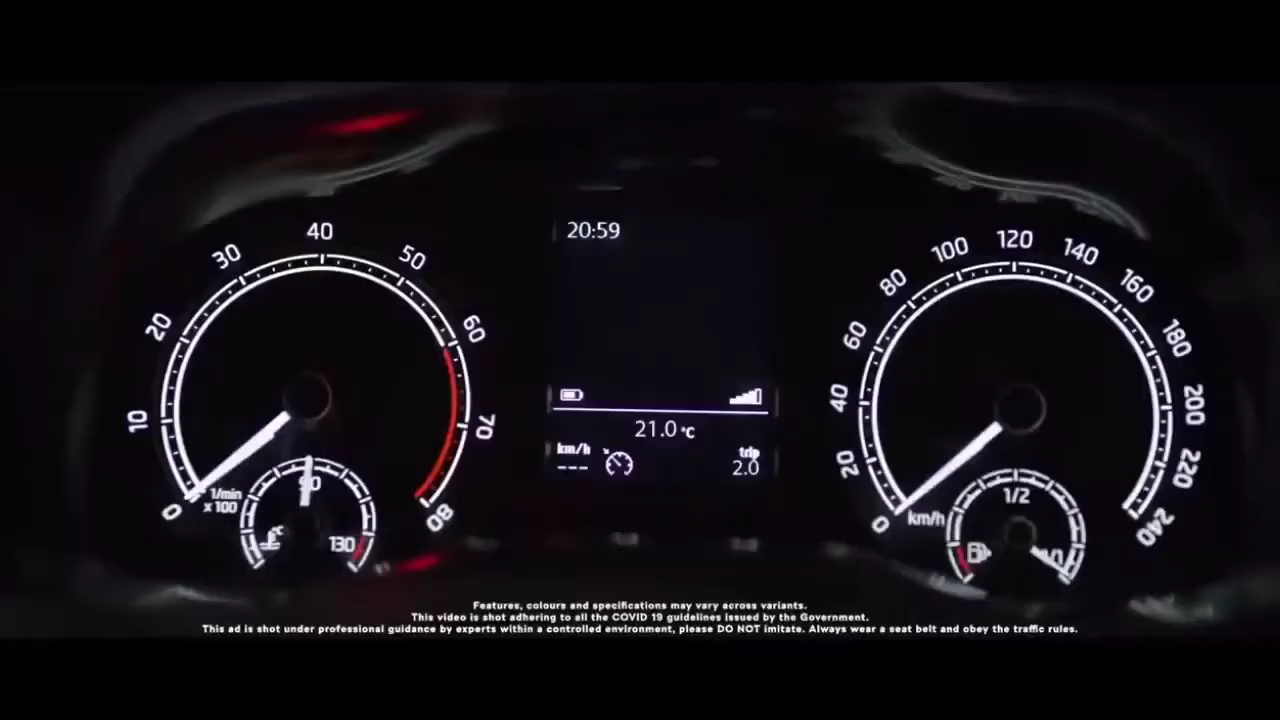 20:59
40
30
50
20
60
10
70
0
80
1/min
x 100
90
130
°C
21.0 °C
km/h
---
trip
2.0
120
100
140
80
160
60
180
40
200
20
220
0
240
km/h
1/2
Features, colours and specifications may vary across variants.
This video is shot adhering to all the COVID 19 guidelines issued by the Government.
This ad is shot under professional guidance by experts within a controlled environment, please DO NOT imitate. Always wear a seat belt and obey the traffic rules.